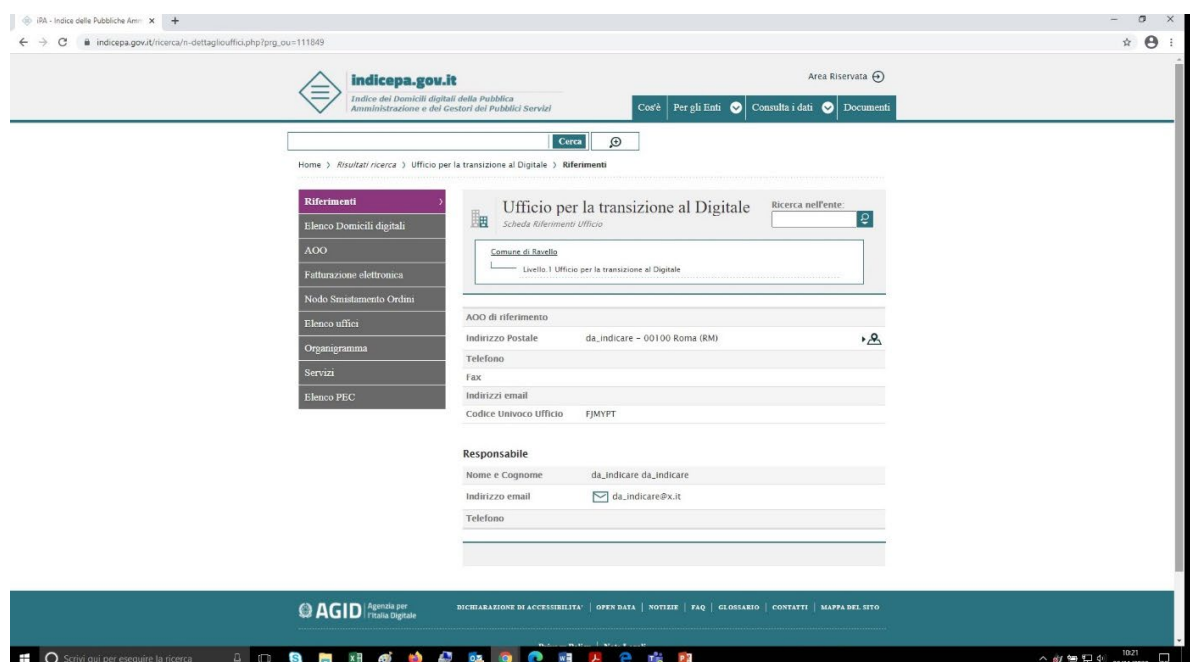 iPA - Indice delle Pubbliche Amm
indicepa.gov.it/ricerca/n-dettagliouffici.php?prg_ou=111849
indicepa.gov.it
Area Riservata
Indice dei Domicili digitali della Pubblica
Amministrazione e dei Gestori dei Pubblici Servizi
Cos'è Per gli Enti Consulta i dati Documenti
Cerca
Home > Risultati ricerca > Ufficio per la transizione al Digitale > Riferimenti
Riferimenti
Elenco Domicili digitali
AOO
Fatturazione elettronica
Nodo Smistamento Ordini
Elenco uffici
Organigramma
Servizi
Elenco PEC
Ufficio per la transizione al Digitale
Scheda Riferimenti Ufficio
Ricerca nell'ente:
Comune di Ravello
Livello.1 Ufficio per la transizione al Digitale
AOO di riferimento
Indirizzo Postale da_indicare - 00100 Roma (RM)
Telefono
Fax
Indirizzi email
Codice Univoco Ufficio FJMYPT
Responsabile
Nome e Cognome da_indicare da_indicare
Indirizzo email da_indicare@x.it
Telefono
AGID Agenzia per l'Italia Digitale
DICHIARAZIONE DI ACCESSIBILITA' | OPEN DATA | NOTIZIE | FAQ | GLOSSARIO | CONTATTI | MAPPA DEL SITO
Scrivi qui per eseguire la ricerca
10:21